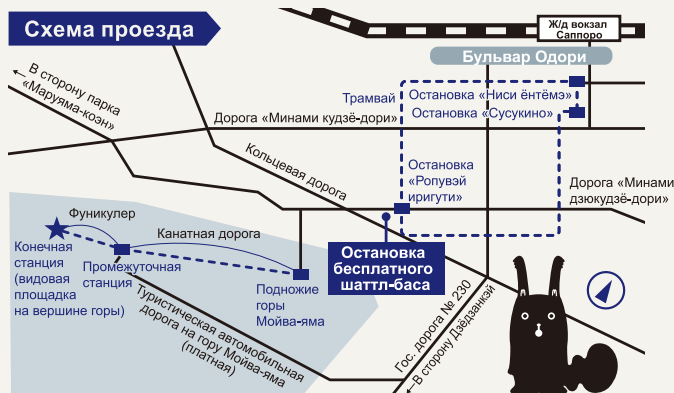 Схема проезда
Ж/д вокзал
Саппоро
Бульвар Одори
← В сторону парка
«Маруяма-коэн»
Трамвай
Остановка «Ниси ёнтёмэ»
Остановка «Сусукино»
Дорога «Минами кудзё-дори»
Кольцевая дорога
Остановка
«Ропувэй
иригути»
Дорога «Минами
дзюкудзё-дори»
Фуникулер
Канатная дорога
Остановка
бесплатного
шаттл-баса
Конечная
станция
(видовая
площадка
на вершине горы)
Промежуточная
станция
Подножие
горы
Мойва-яма
Туристическая автомобильная
дорога на гору Мойва-яма
(платная)
Гос. дорога № 230
←В сторону Дзёдзанкэй